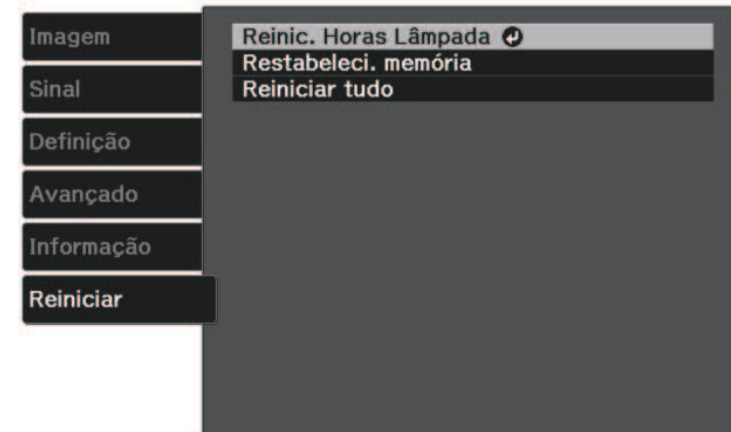 Imagem
Sinal
Definição
Avançado
Informação
Reiniciar
Reinic. Horas Lâmpada
Restabeleci. memória
Reiniciar tudo